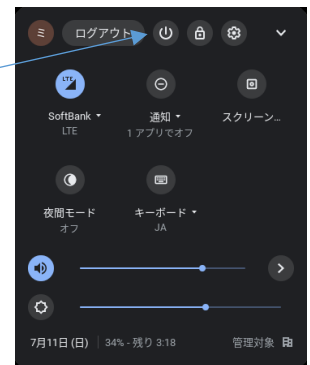 ミ ログアウト
LTE
SoftBank 通知 スクリーン...
LTE 1 アプリでオフ
夜間モード キーボード
オフ JA
7月11日 (日) 34% - 残り 3:18 管理対象